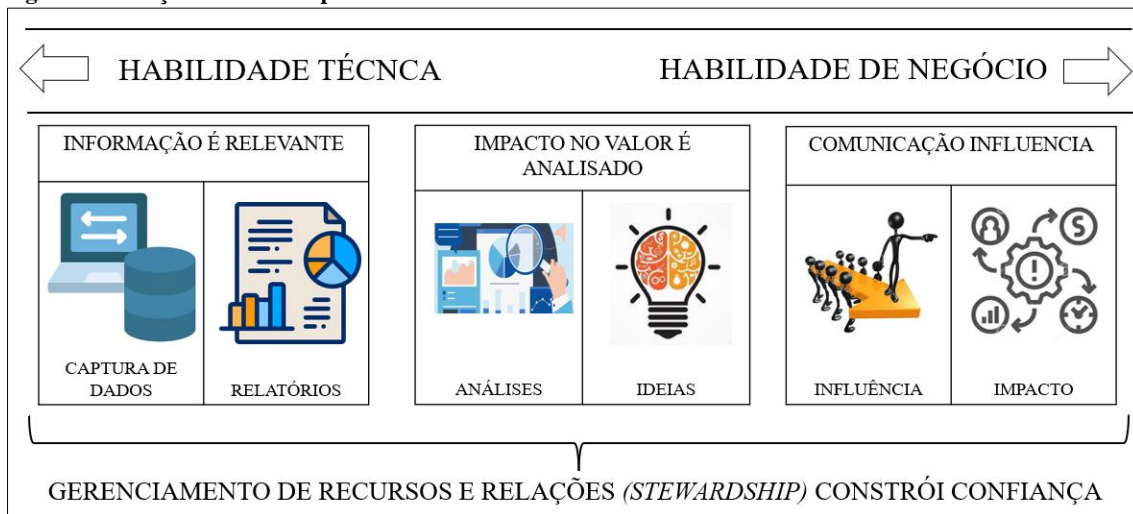 HABILIDADE TÉCNCA
HABILIDADE DE NEGÓCIO
INFORMAÇÃO É RELEVANTE
CAPTURA DE
DADOS
RELATÓRIOS
IMPACTO NO VALOR É
ANALISADO
ANÁLISES
IDEIAS
COMUNICAÇÃO INFLUENCIA
INFLUÊNCIA
IMPACTO
GERENCIAMENTO DE RECURSOS E RELAÇÕES (STEWARDSHIP) CONSTRÓI CONFIANÇA